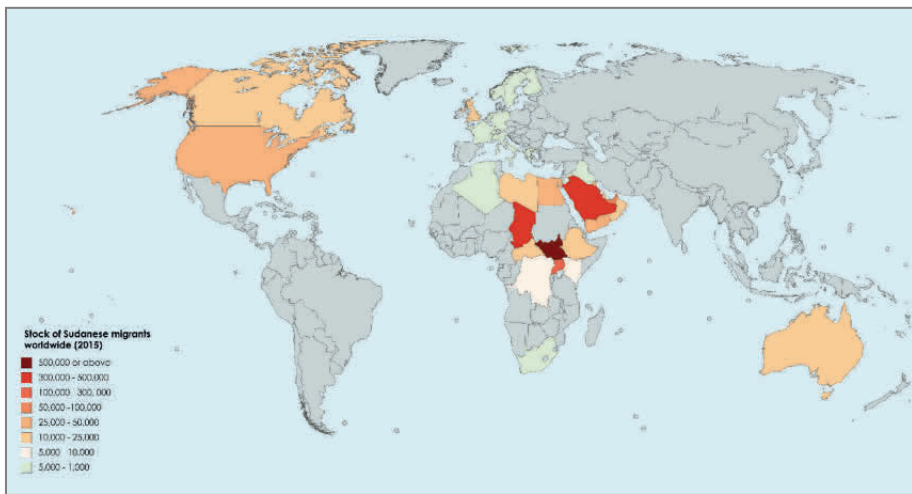 Stock of Sudanese migrants
worldwide (2015)
500,000 or above
300,000 - 500,000
100,000 - 300, 000
50,000 -100,000
25,000 - 50,000
10,000 - 25,000
5,000 - 10,000
5,000 - 1,000